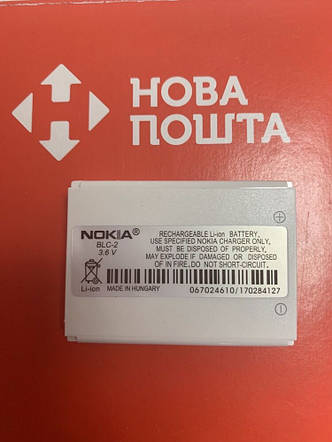 НОВА
ПОШТА
NOKIA®
BLC-2
3.6 V
RECHARGEABLE Li-ion BATTERY.
USE SPECIFIED NOKIA CHARGER ONLY,
MUST BE DISPOSED OF PROPERLY,
MAY EXPLODE IF DAMAGED OR DISPOSED
OF IN FIRE.DO NOT SHORT-CIRCUIT.
Li-ion
MADE IN HUNGARY
067024610/170284127